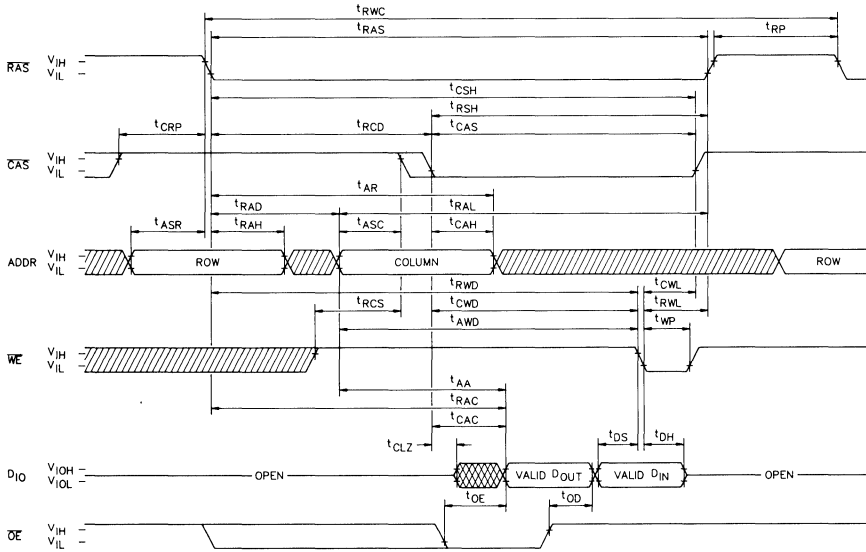 tRWC
tRAS
tRP
RAS VIH
VIL
tCSH
tRSH
tCRP tRCD tCAS
CAS VIH
VIL
tAR
tRAD tRAL
tASR tRAH tASC tCAH
ADDR VIH
VIL
ROW COLUMN ROW
tRWD tCWL
tRCS tCWD tRWL
tAWD tWP
WE VIH
VIL
tAA
tRAC
tCAC
tCLZ tDS tDH
DIO VIOH
VIOL
OPEN VALID DOUT VALID DIN OPEN
tOE tOD
OE VIH
VIL